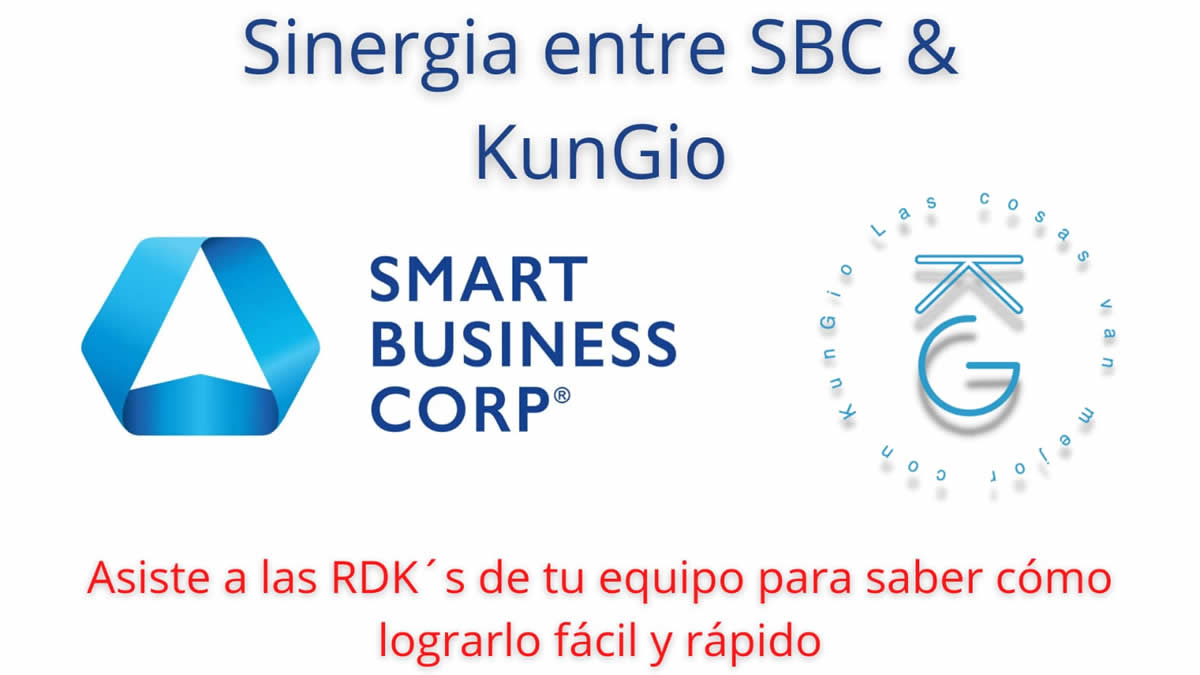 Sinergia entre SBC &
KunGio
SMART
BUSINESS
CORP®
Las cosas van mejor con KunGio
KG
Asiste a las RDK´s de tu equipo para saber cómo
lograrlo fácil y rápido